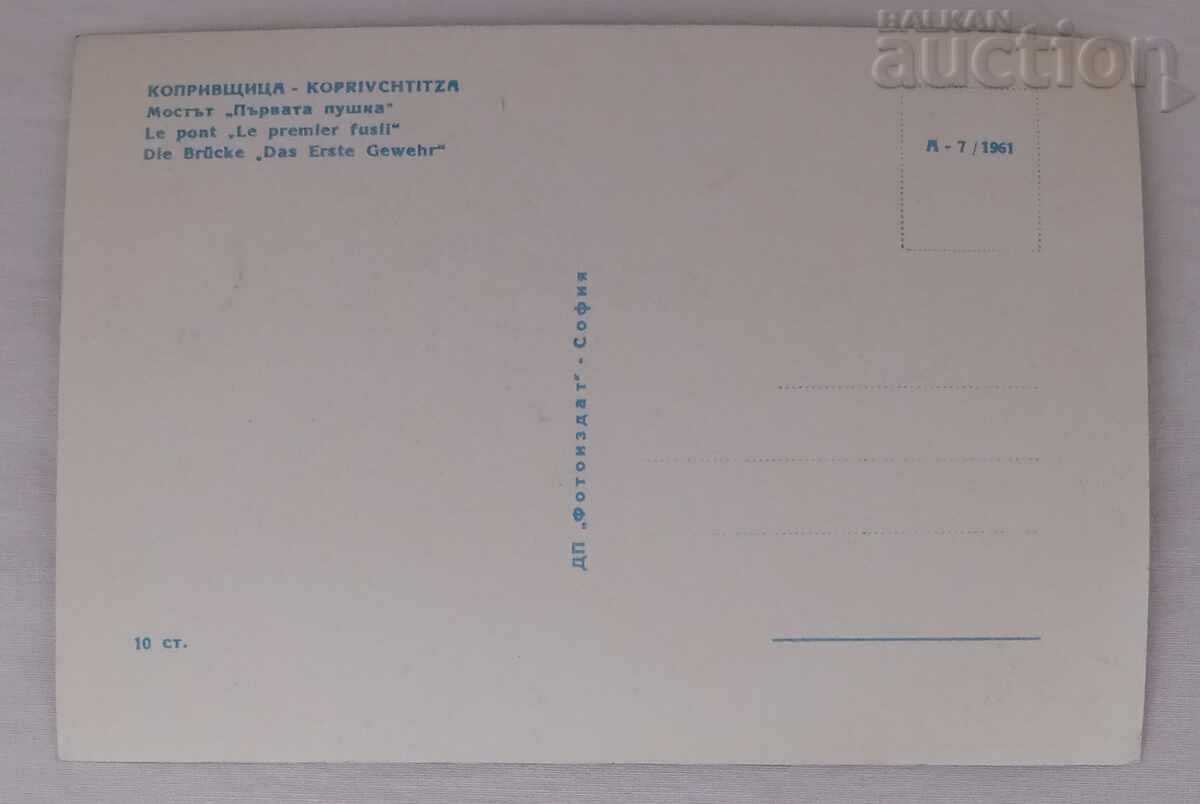 BALKAN
auction
КОПРИВЩИЦА - KOPRIVCHTITZA
Мостът „Първата пушка"
Le pont „Le premier fusil"
Die Brücke „Das Erste Gewehr"
А - 7 / 1961
ДП „Фотоиздат" - София
10 ст.